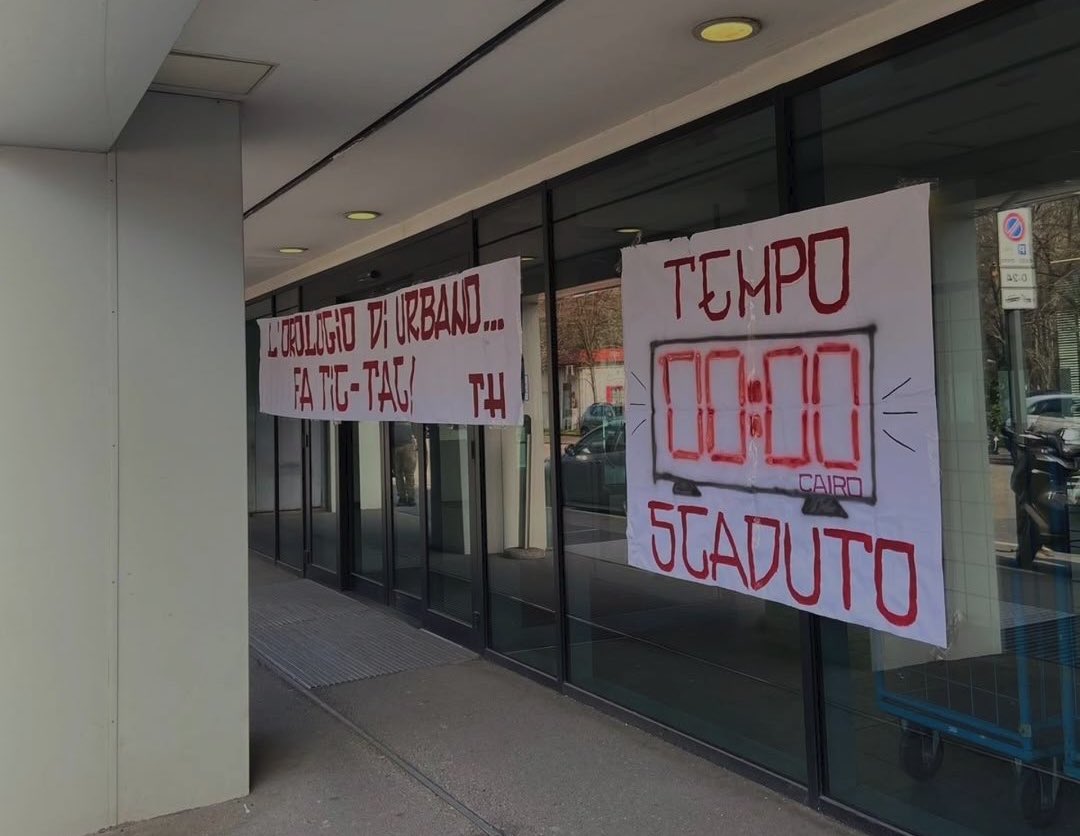 L'OROLOGIO DI URBANO...
FA TIC-TAC!
TH
TEMPO
00:00
CAIRO
SCADUTO